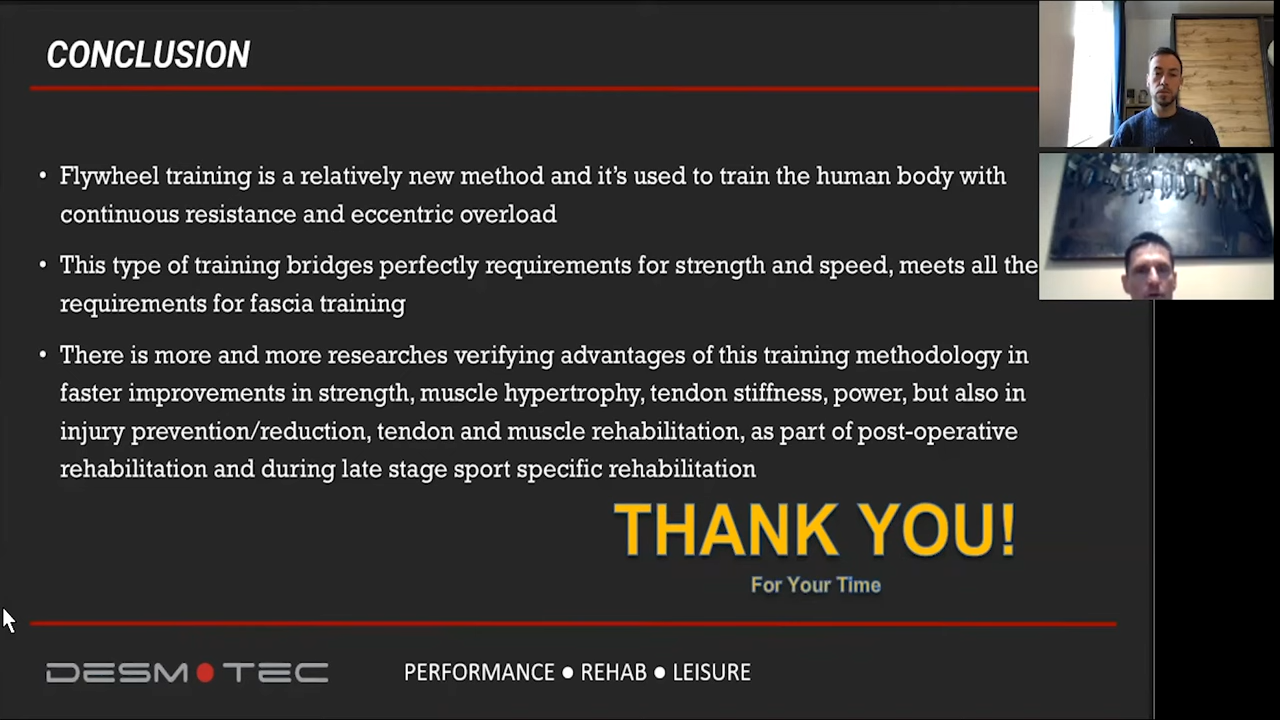 CONCLUSION
• Flywheel training is a relatively new method and it's used to train the human body with
continuous resistance and eccentric overload
• This type of training bridges perfectly requirements for strength and speed, meets all the
requirements for fascia training
• There is more and more researches verifying advantages of this training methodology in
faster improvements in strength, muscle hypertrophy, tendon stiffness, power, but also in
injury prevention/reduction, tendon and muscle rehabilitation, as part of post-operative
rehabilitation and during late stage sport specific rehabilitation
THANK YOU!
For Your Time
DESMOTEC
PERFORMANCE ● REHAB ● LEISURE